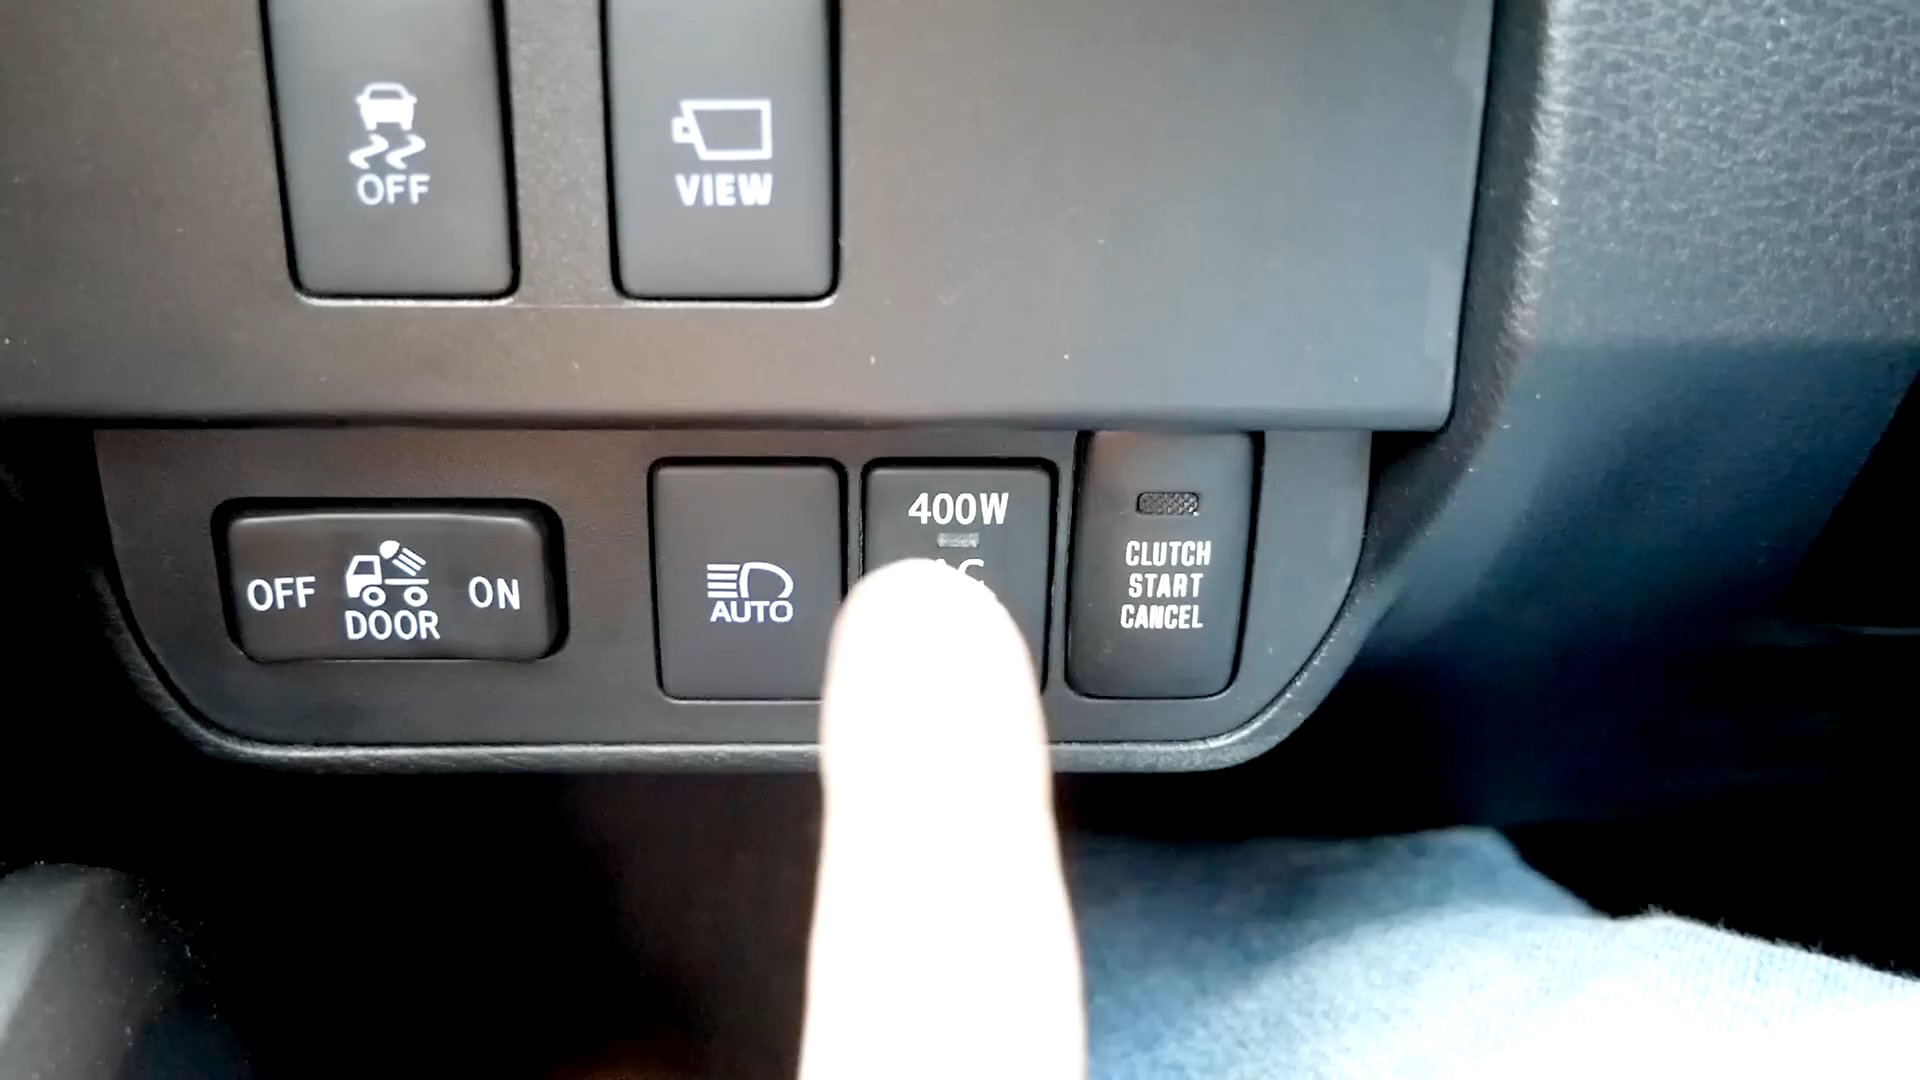 OFF
VIEW
OFF
DOOR
ON
AUTO
400W
CLUTCH
START
CANCEL